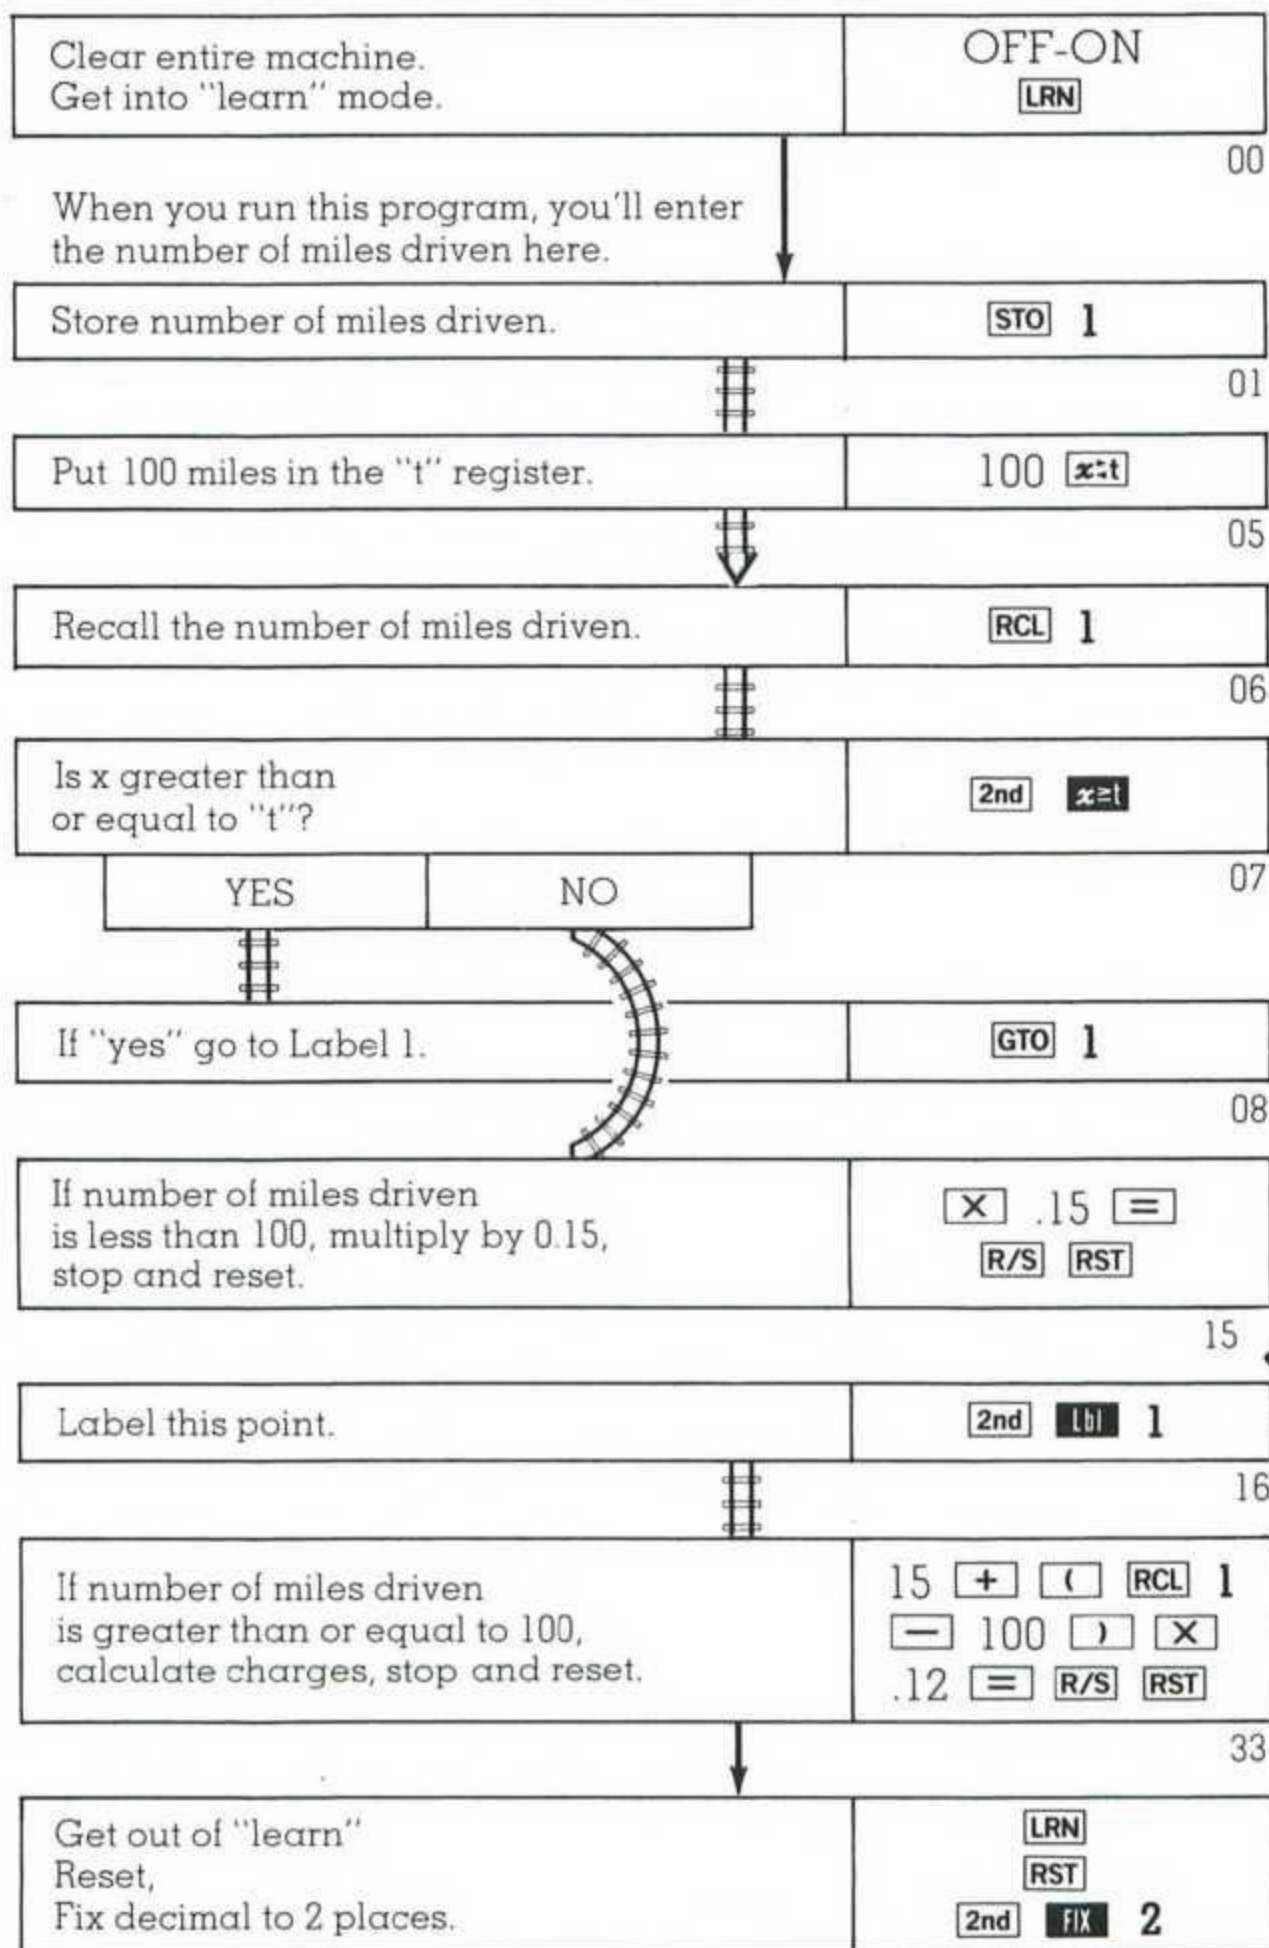 Clear entire machine.
Get into "learn" mode.
OFF-ON
LRN
00
When you run this program, you'll enter
the number of miles driven here.
Store number of miles driven.
STO 1
01
Put 100 miles in the "t" register.
100 x:t
05
Recall the number of miles driven.
RCL 1
06
Is x greater than
or equal to "t"?
2nd x≥t
07
YES
NO
If "yes" go to Label 1.
GTO 1
08
If number of miles driven
is less than 100, multiply by 0.15,
stop and reset.
X .15 =
R/S RST
15
Label this point.
2nd Lbl 1
16
If number of miles driven
is greater than or equal to 100,
calculate charges, stop and reset.
15 + ( RCL 1
— 100 ) X
.12 = R/S RST
33
Get out of "learn"
Reset,
Fix decimal to 2 places.
LRN
RST
2nd FIX 2